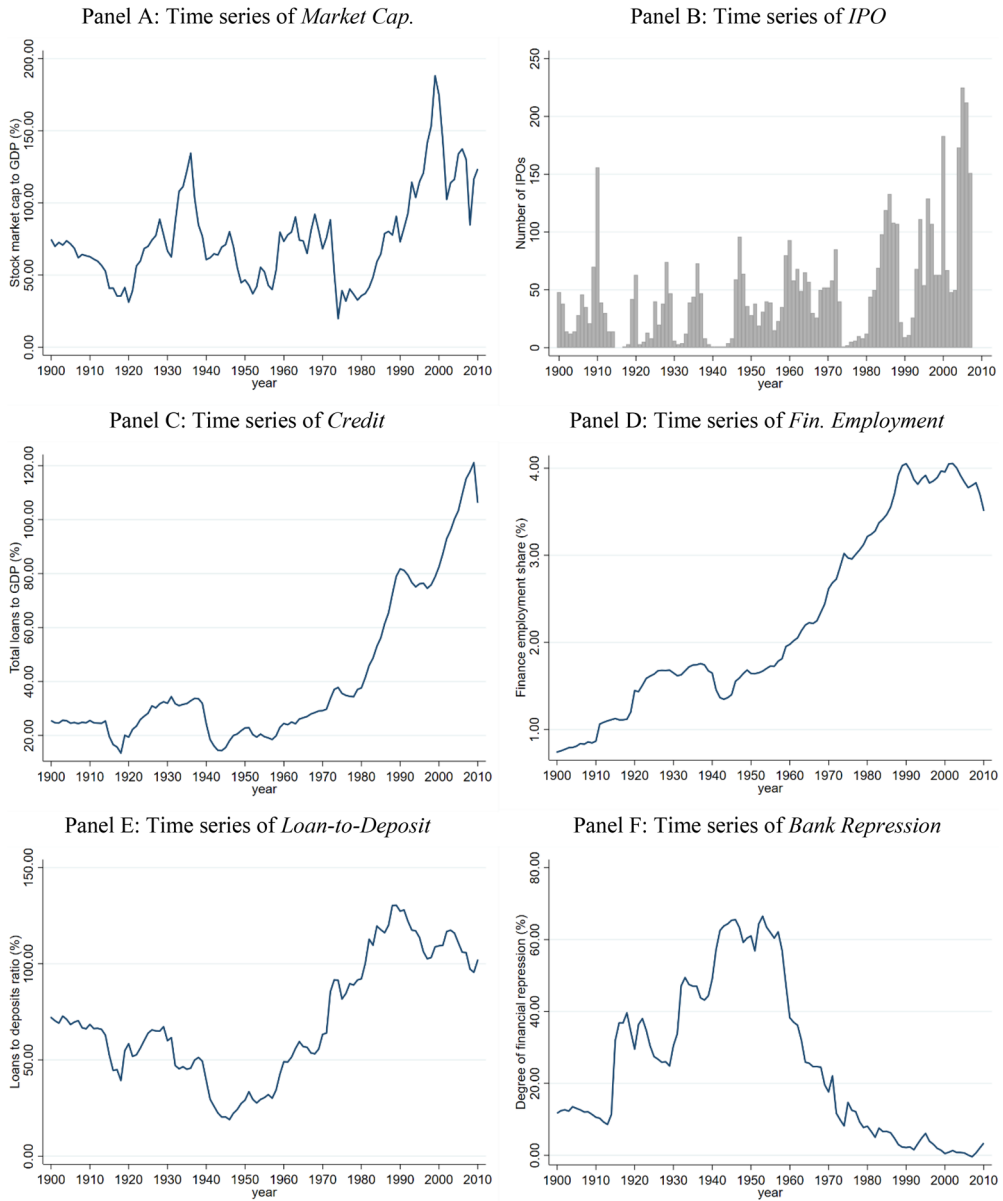 Panel A: Time series of Market Cap.
Panel B: Time series of IPO
Stock market cap to GDP (%)
200.00
150.00
100.00
50.00
0.00
1900 1910 1920 1930 1940 1950 1960 1970 1980 1990 2000 2010
year
Number of IPOs
250
200
150
100
50
0
1900 1910 1920 1930 1940 1950 1960 1970 1980 1990 2000 2010
year
Panel C: Time series of Credit
Panel D: Time series of Fin. Employment
Total loans to GDP (%)
120.00
100.00
80.00
60.00
40.00
20.00
1900 1910 1920 1930 1940 1950 1960 1970 1980 1990 2000 2010
year
Finance employment share (%)
4.00
3.00
2.00
1.00
1900 1910 1920 1930 1940 1950 1960 1970 1980 1990 2000 2010
year
Panel E: Time series of Loan-to-Deposit
Panel F: Time series of Bank Repression
Loans to deposits ratio (%)
150.00
100.00
50.00
0.00
1900 1910 1920 1930 1940 1950 1960 1970 1980 1990 2000 2010
year
Degree of financial repression (%)
80.00
60.00
40.00
20.00
0.00
1900 1910 1920 1930 1940 1950 1960 1970 1980 1990 2000 2010
year